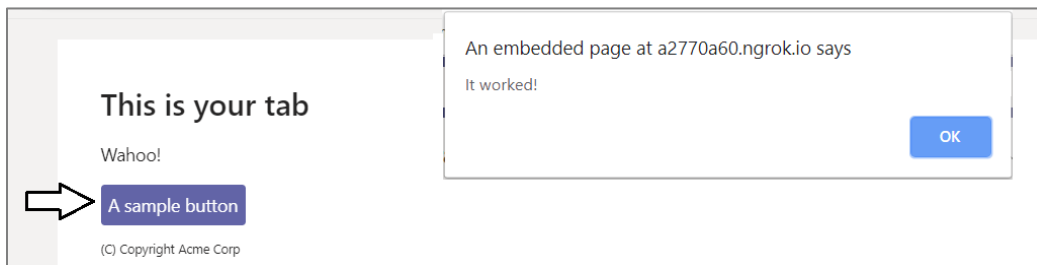 This is your tab
Wahoo!
A sample button
(C) Copyright Acme Corp
An embedded page at a2770a60.ngrok.io says
It worked!
OK